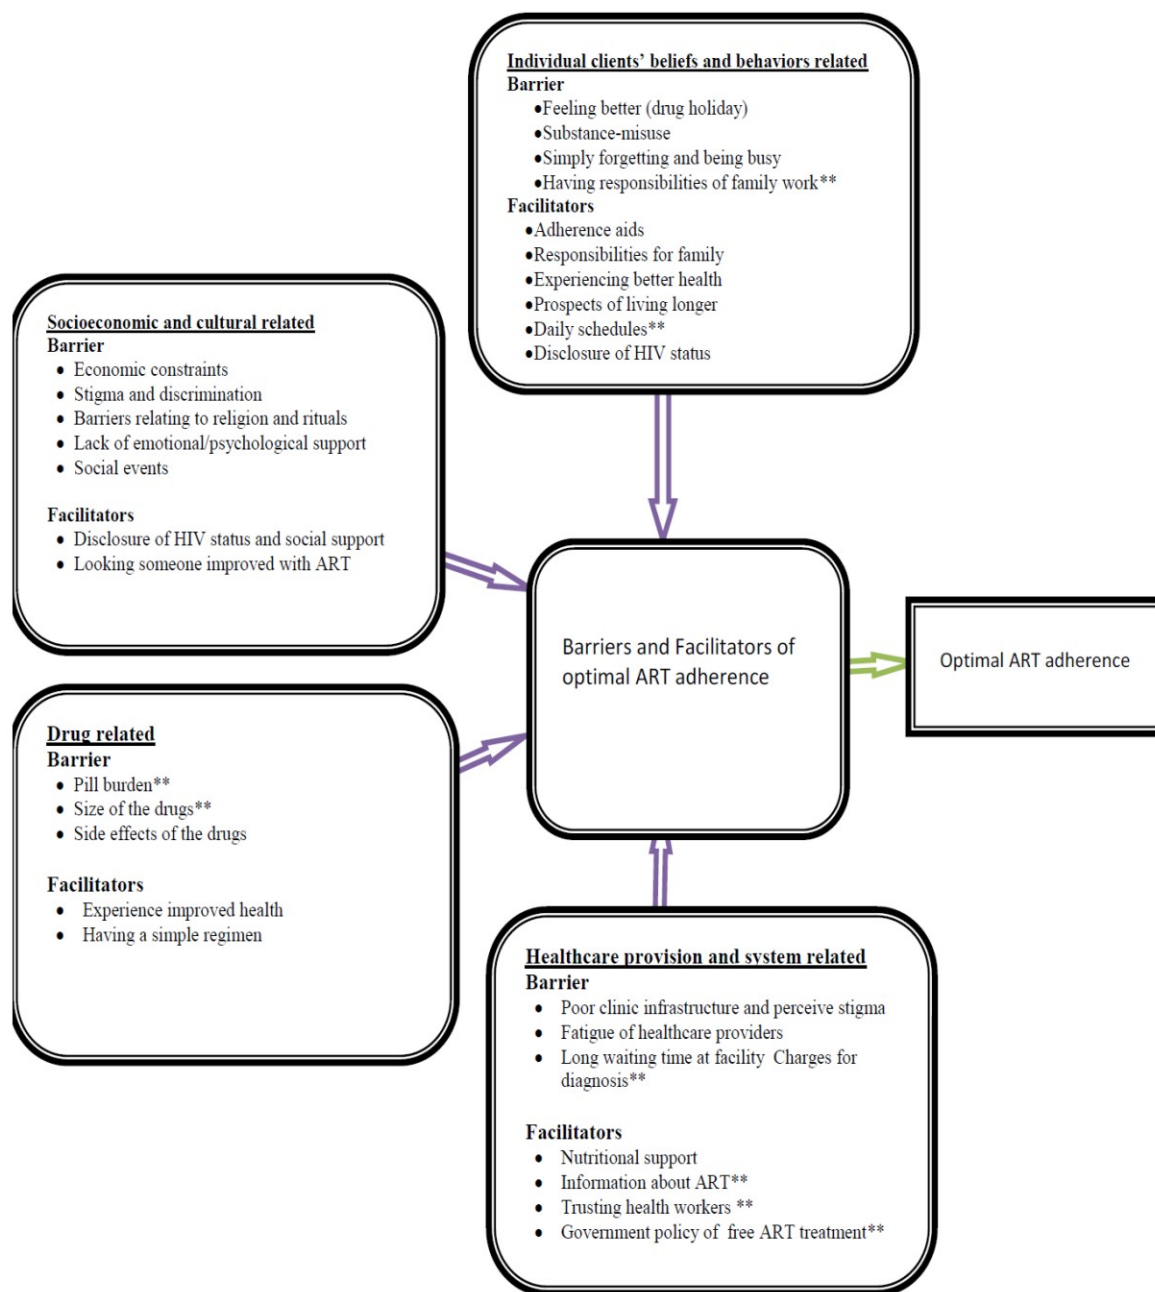 Individual clients’ beliefs and behaviors related
Barrier
●Feeling better (drug holiday)
●Substance-misuse
●Simply forgetting and being busy
●Having responsibilities of family work**
Facilitators
●Adherence aids
●Responsibilities for family
●Experiencing better health
●Prospects of living longer
●Daily schedules**
●Disclosure of HIV status
Socioeconomic and cultural related
Barrier
● Economic constraints
● Stigma and discrimination
● Barriers relating to religion and rituals
● Lack of emotional/psychological support
● Social events
Facilitators
● Disclosure of HIV status and social support
● Looking someone improved with ART
Barriers and Facilitators of
optimal ART adherence
Optimal ART adherence
Drug related
Barrier
● Pill burden**
● Size of the drugs**
● Side effects of the drugs
Facilitators
● Experience improved health
● Having a simple regimen
Healthcare provision and system related
Barrier
● Poor clinic infrastructure and perceive stigma
● Fatigue of healthcare providers
● Long waiting time at facility Charges for
diagnosis**
Facilitators
● Nutritional support
● Information about ART**
● Trusting health workers **
● Government policy of free ART treatment**